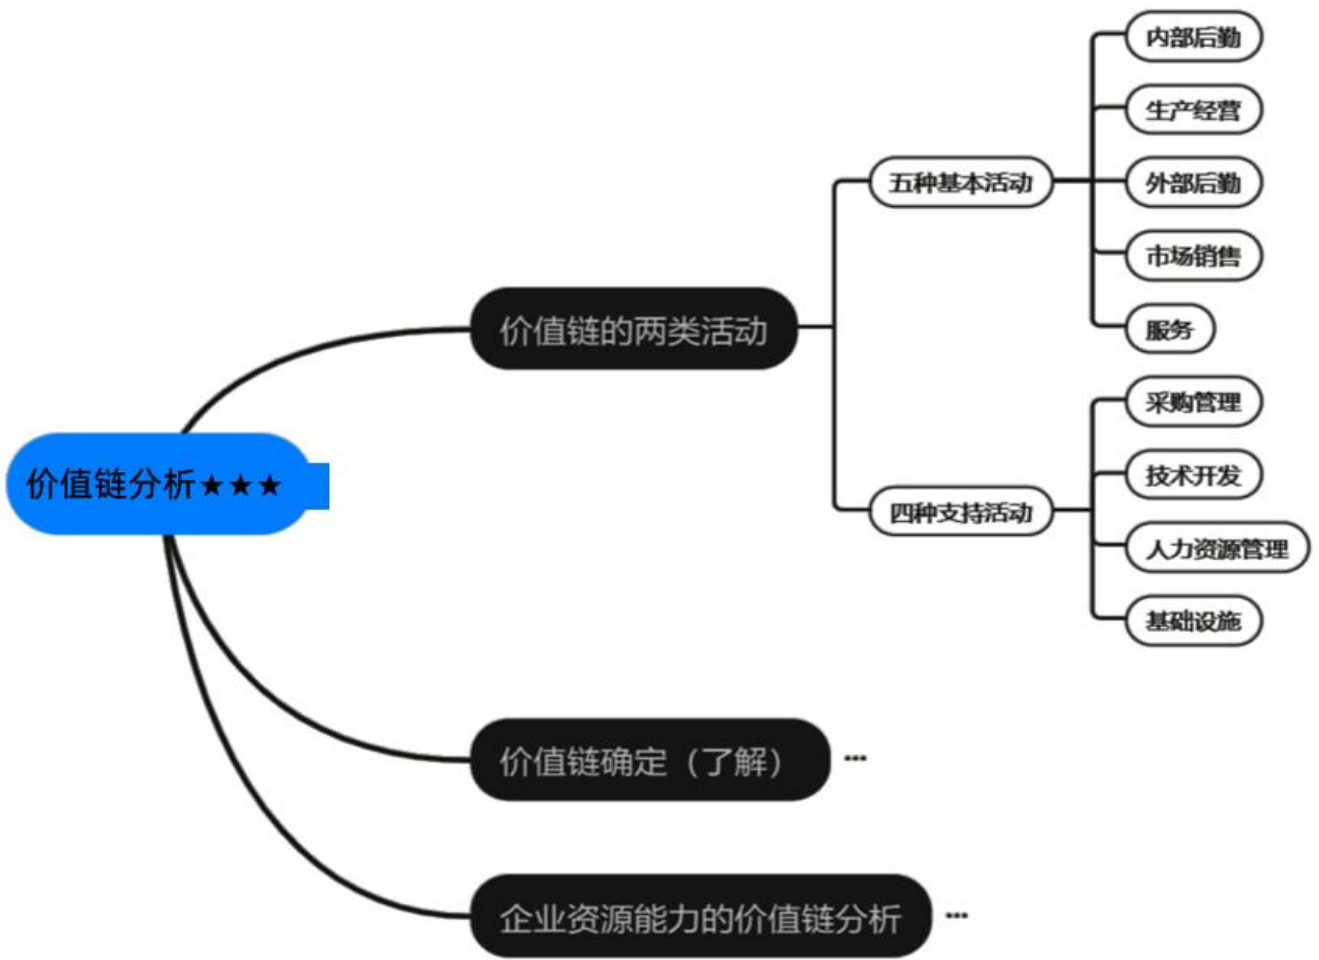 价值链分析★★★
价值链的两类活动
五种基本活动
内部后勤
生产经营
外部后勤
市场销售
服务
四种支持活动
采购管理
技术开发
人力资源管理
基础设施
价值链确定（了解）
···
企业资源能力的价值链分析
···